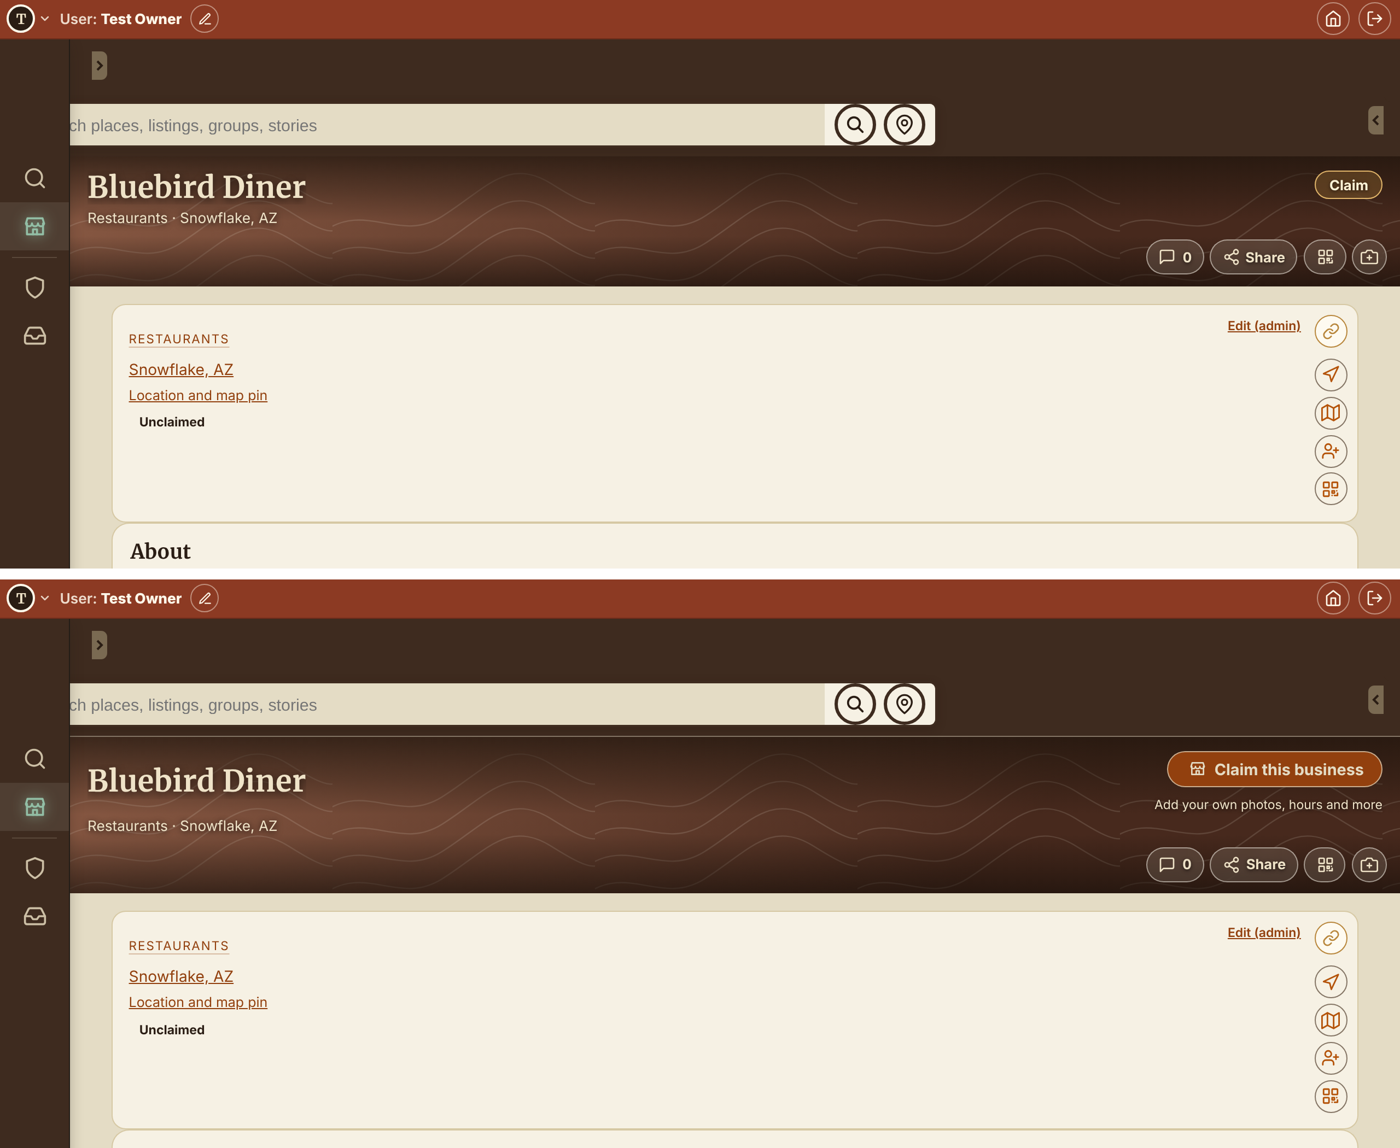 T User: Test Owner
ch places, listings, groups, stories
Bluebird Diner
Claim
Restaurants · Snowflake, AZ
0 Share
RESTAURANTS
Edit (admin)
Snowflake, AZ
Location and map pin
Unclaimed
About
T User: Test Owner
ch places, listings, groups, stories
Bluebird Diner
Claim this business
Add your own photos, hours and more
Restaurants · Snowflake, AZ
0 Share
RESTAURANTS
Edit (admin)
Snowflake, AZ
Location and map pin
Unclaimed